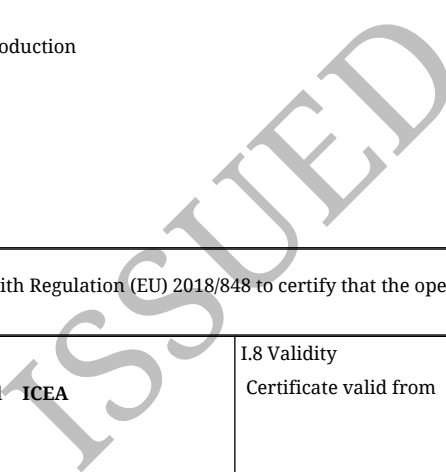 oduction
ISSUED
ith Regulation (EU) 2018/848 to certify that the ope
I.8 Validity
ICEA
Certificate valid from